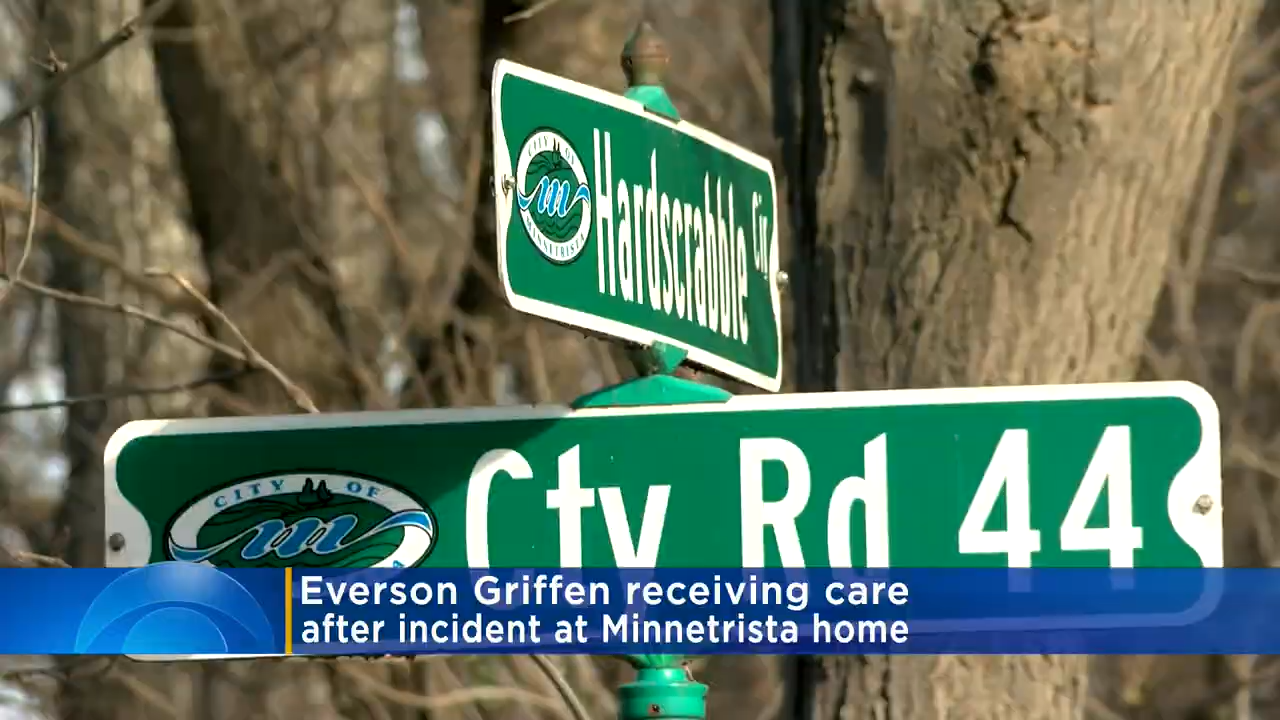 CITY OF
MINNETRISTA
Hardscrabble Cir
CITY OF
Cty Rd 44
Everson Griffen receiving care
after incident at Minnetrista home